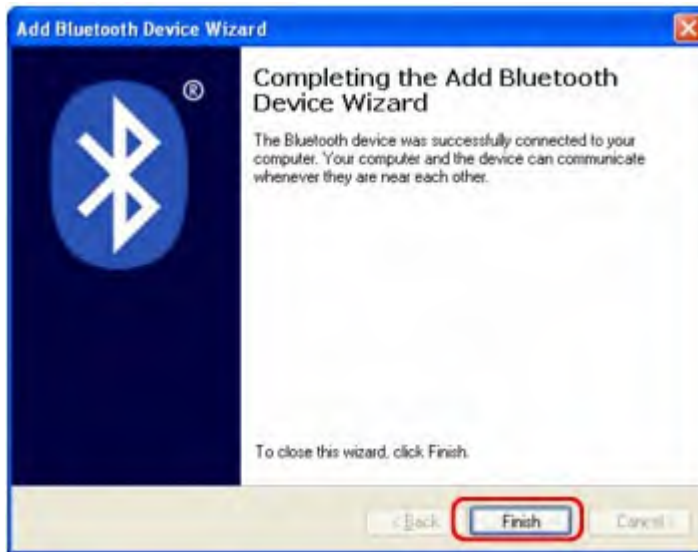 Add Bluetooth Device Wizard
®
Completing the Add Bluetooth
Device Wizard
The Bluetooth device was successfully connected to your
computer. Your computer and the device can communicate
whenever they are near each other.
To close this wizard, click Finish.
< Back Finish Cancel